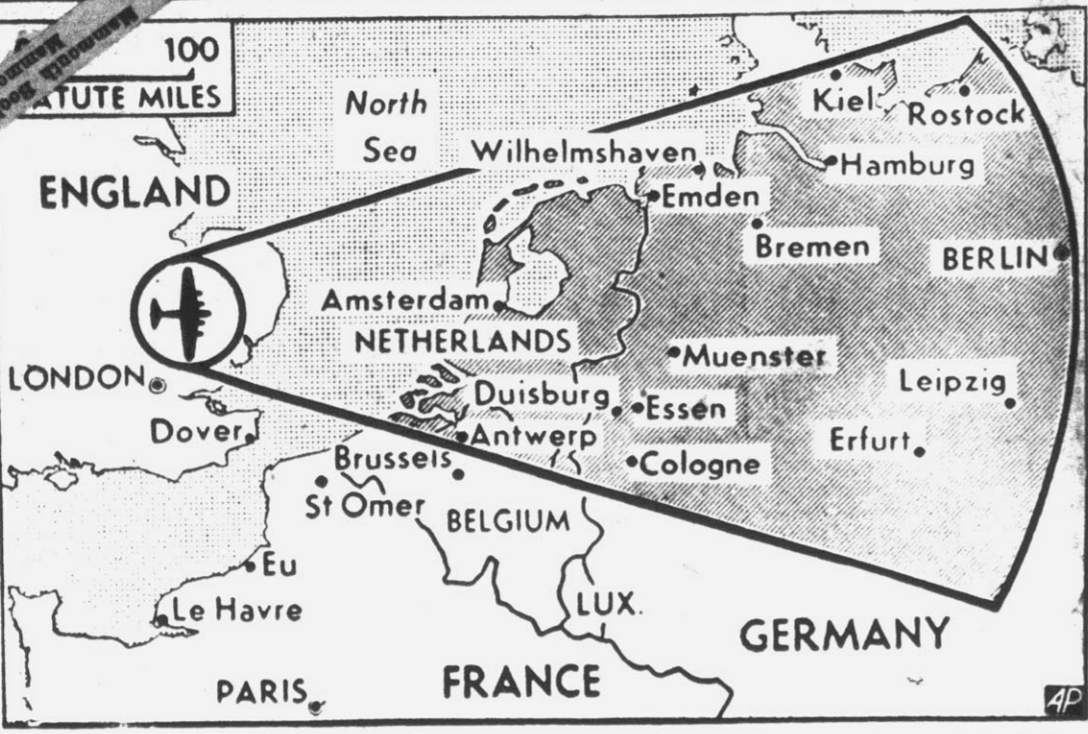 100
STATUTE MILES
North
Sea
Kiel
Rostock
Wilhelmshaven
Hamburg
ENGLAND
Emden
Bremen
BERLIN
Amsterdam
NETHERLANDS
Muenster
LONDON
Leipzig
Duisburg
Essen
Dover
Antwerp
Erfurt
Brussels
Cologne
St Omer
BELGIUM
Eu
Le Havre
LUX.
GERMANY
FRANCE
PARIS
AP